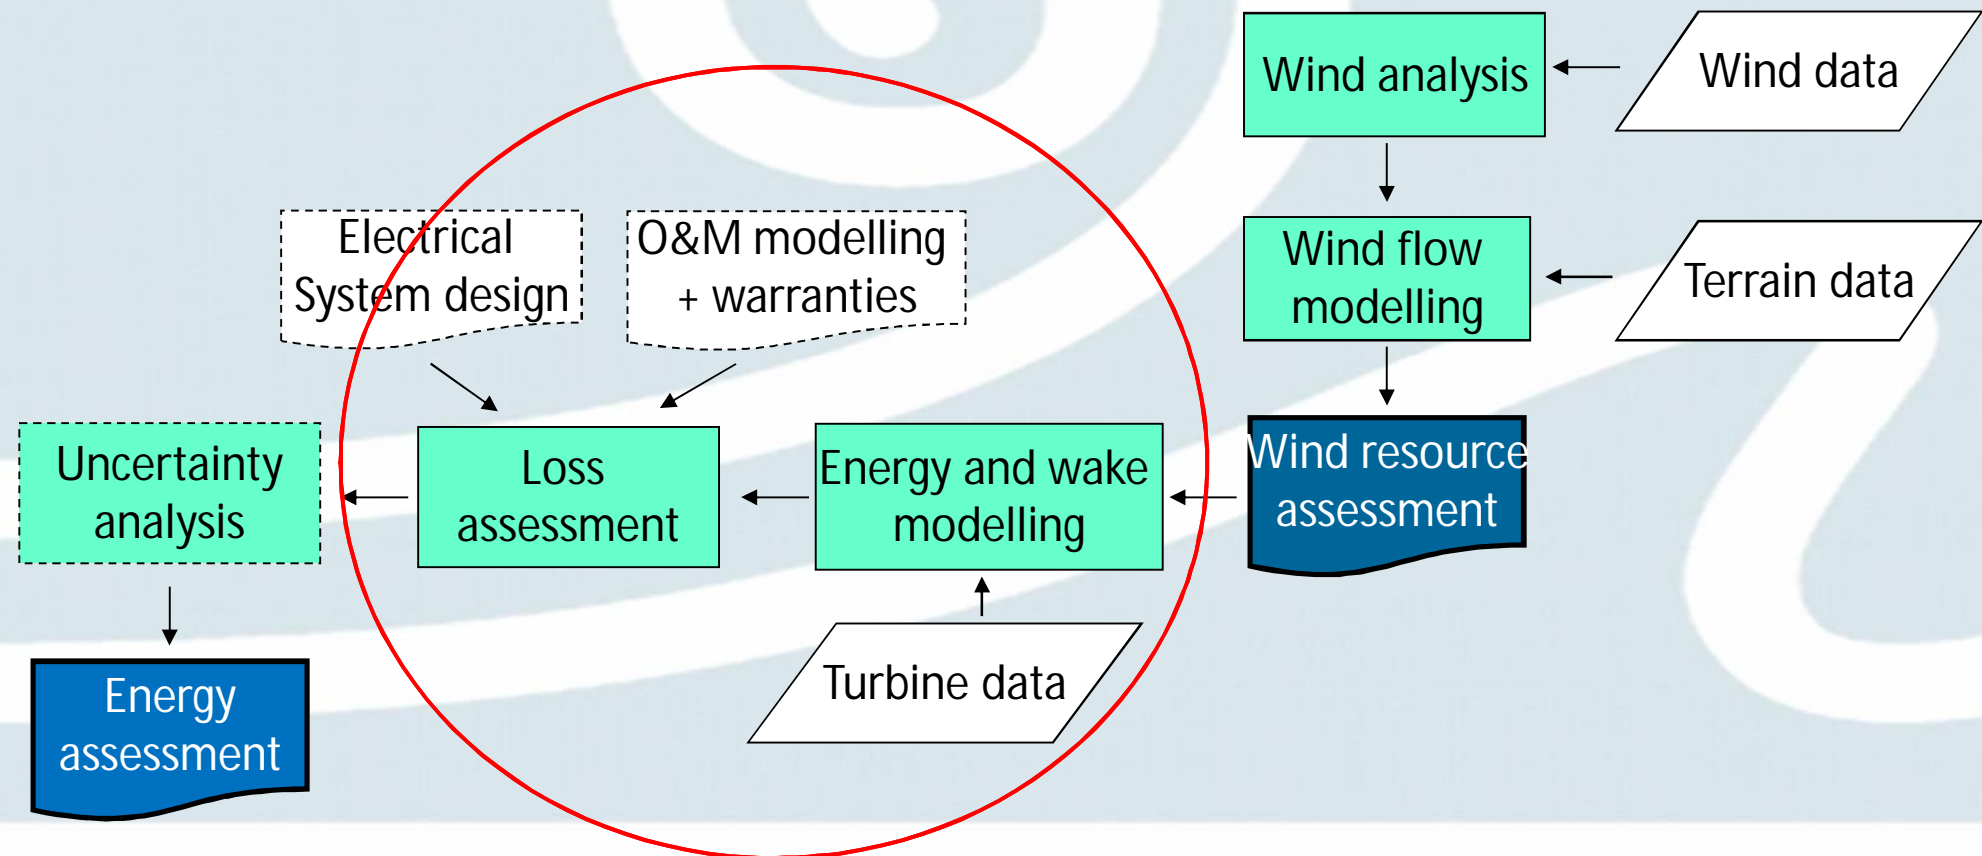 Wind analysis
Wind data
Electrical
System design
O&M modelling
+ warranties
Wind flow
modelling
Terrain data
Uncertainty
analysis
Loss
assessment
Energy and wake
modelling
Wind resource
assessment
Energy
assessment
Turbine data